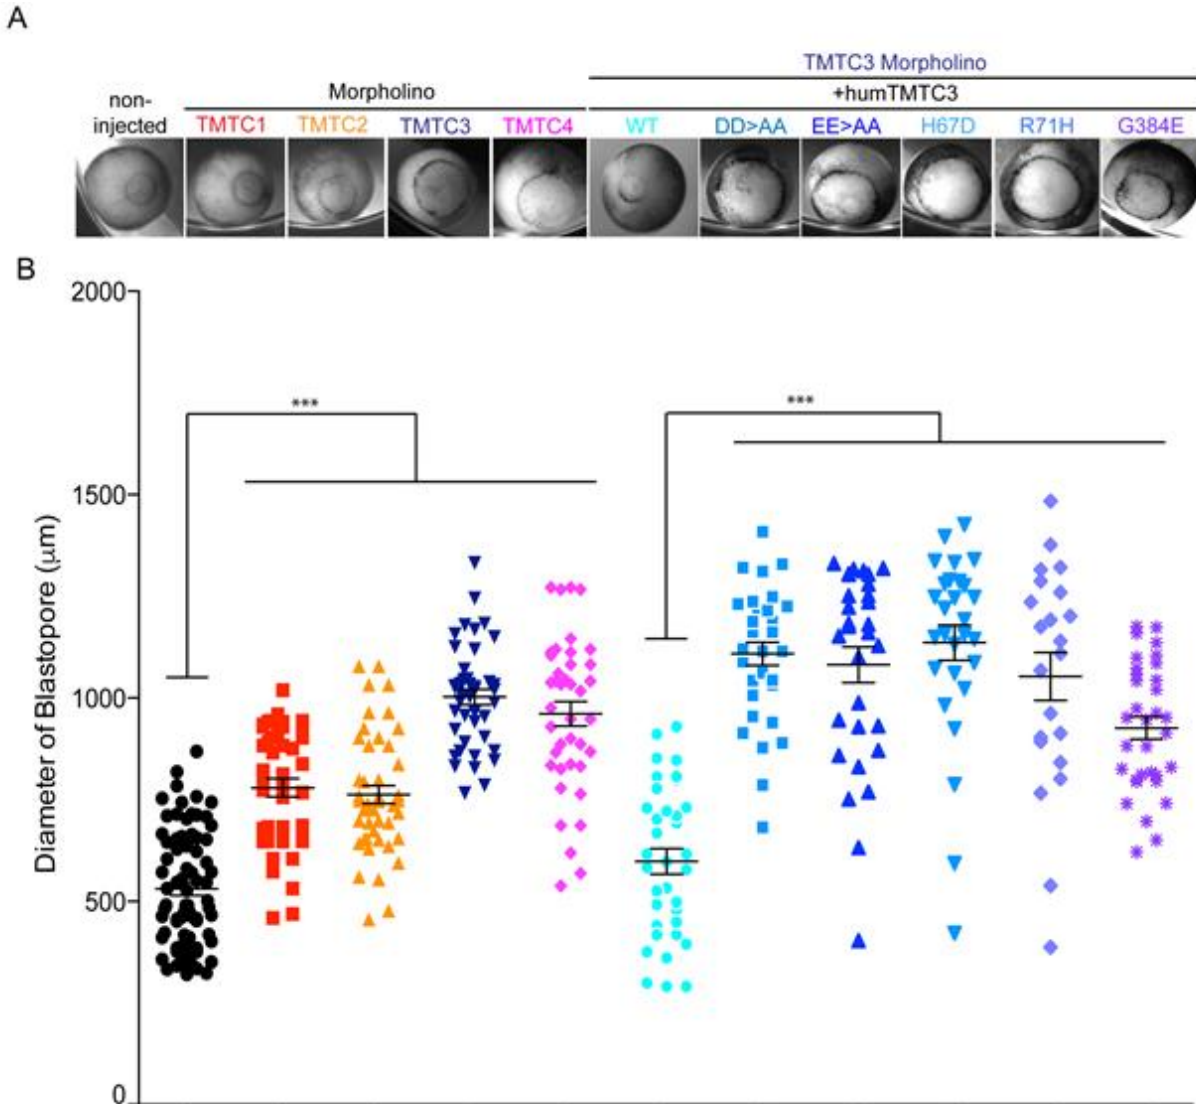 A
TMTC3 Morpholino
non-
injected
Morpholino
+humTMTC3
TMTC1 TMTC2 TMTC3 TMTC4 WT DD>AA EE>AA H67D R71H G384E
B
2000
***
***
1500
1000
500
0
Diameter of Blastopore (μm)